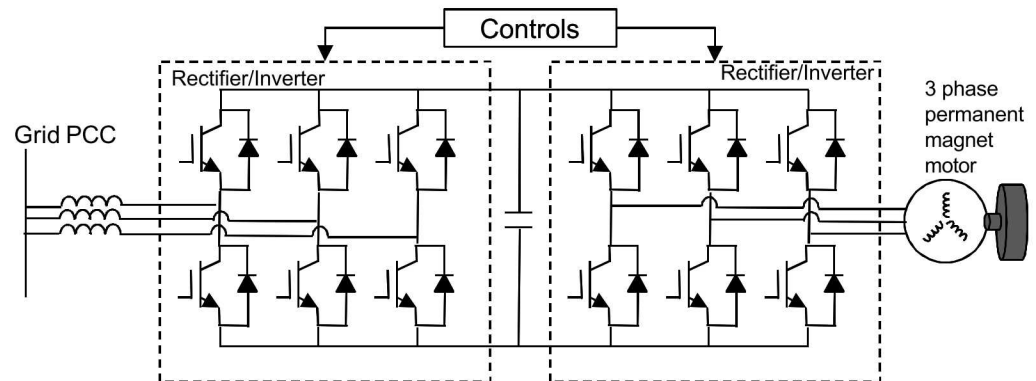 Controls
Rectifier/Inverter
Rectifier/Inverter
Grid PCC
3 phase
permanent
magnet
motor